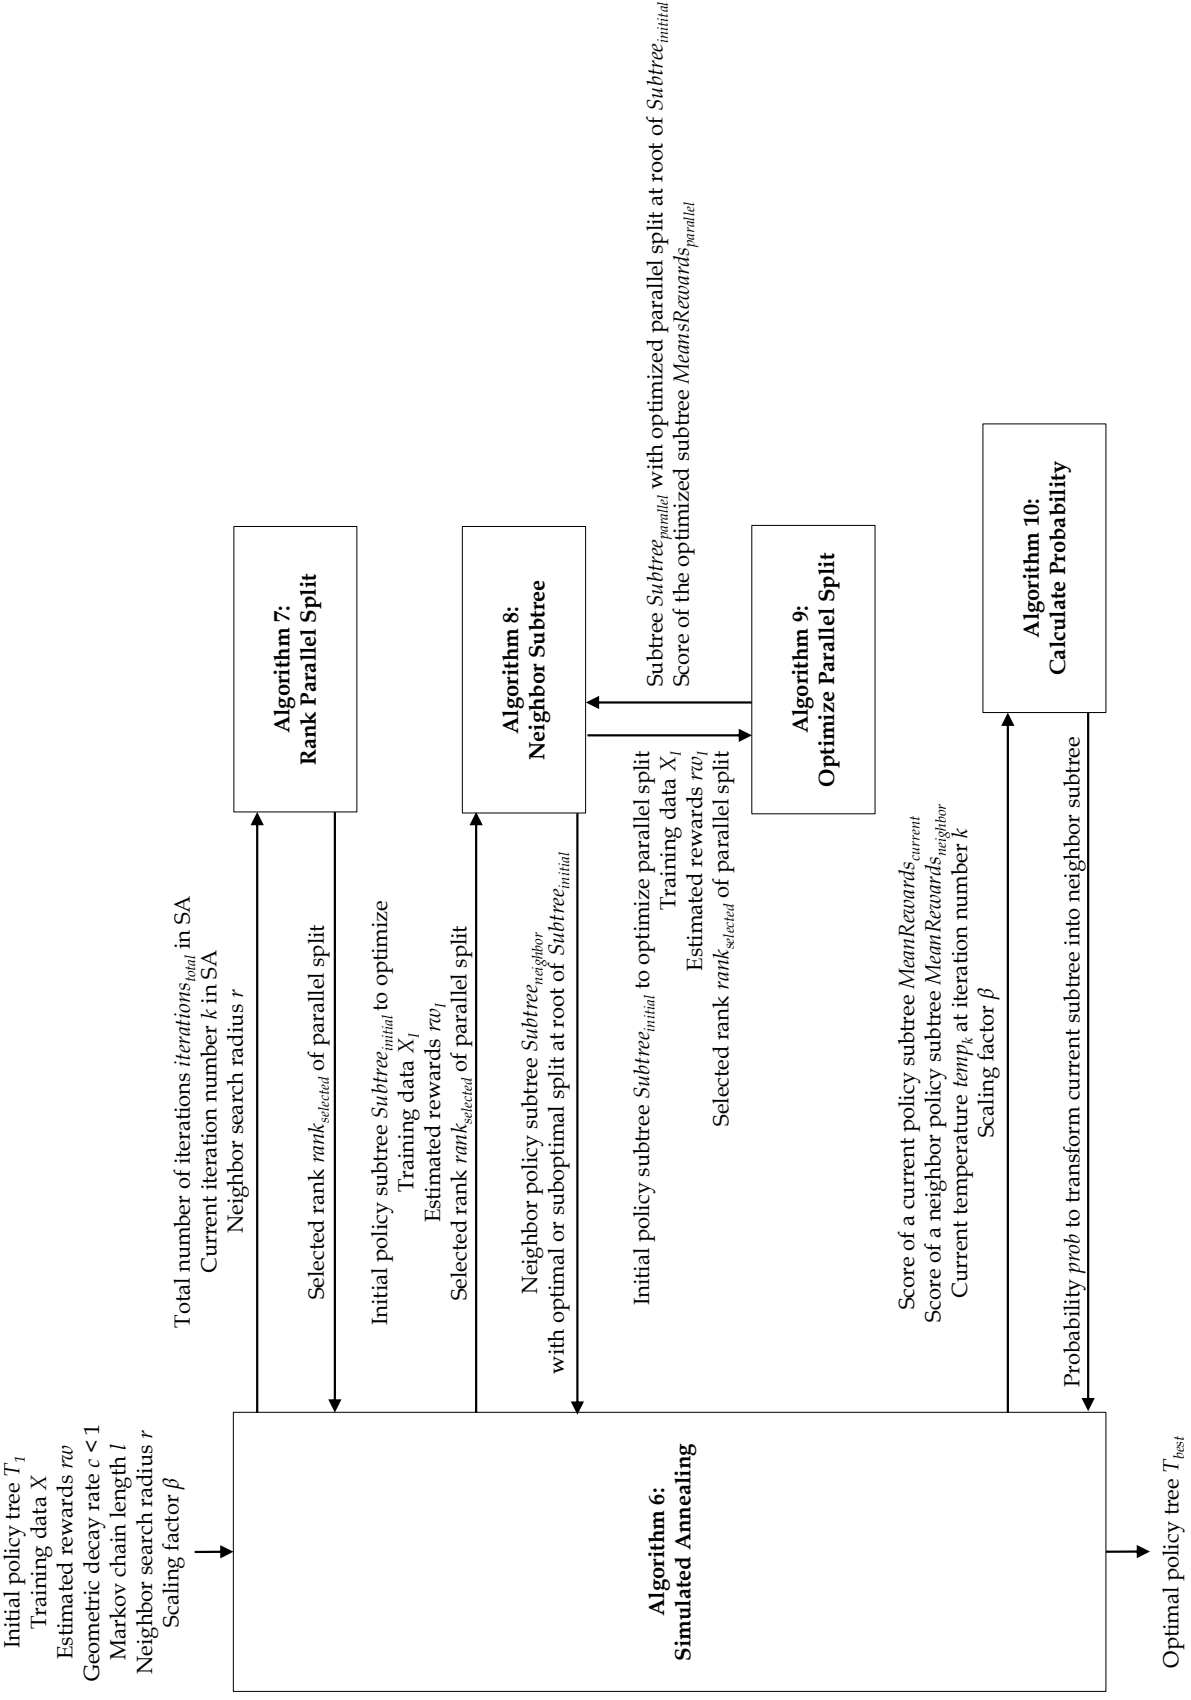 Initial policy tree T1
Training data X
Estimated rewards rw
Geometric decay rate c < 1
Markov chain length l
Neighbor search radius r
Scaling factor β
Algorithm 6:
Simulated Annealing
Optimal policy tree Tbest
Total number of iterations iterationstotal in SA
Current iteration number k in SA
Neighbor search radius r
Selected rank rankselected of parallel split
Algorithm 7:
Rank Parallel Split
Initial policy subtree Subtreeinitial to optimize
Training data XI
Estimated rewards rwI
Selected rank rankselected of parallel split
Neighbor policy subtree Subtreeneighbor
with optimal or suboptimal split at root of Subtreeinitial
Algorithm 8:
Neighbor Subtree
Initial policy subtree Subtreeinitial to optimize parallel split
Training data XI
Estimated rewards rwI
Selected rank rankselected of parallel split
Subtree Subtreeparallel with optimized parallel split at root of Subtreeinitital
Score of the optimized subtree MeansRewardsparallel
Algorithm 9:
Optimize Parallel Split
Score of a current policy subtree MeanRewardscurrent
Score of a neighbor policy subtree MeanRewardsneighbor
Current temperature tempk at iteration number k
Scaling factor β
Probability prob to transform current subtree into neighbor subtree
Algorithm 10:
Calculate Probability